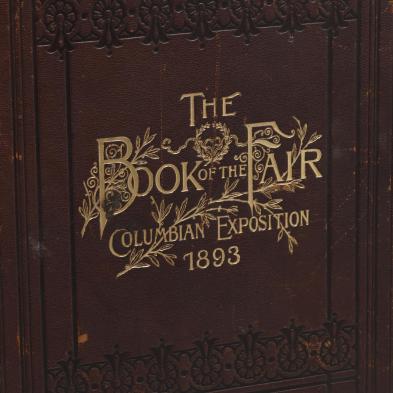 THE
BOOK OF THE FAIR
COLUMBIAN EXPOSITION
1893